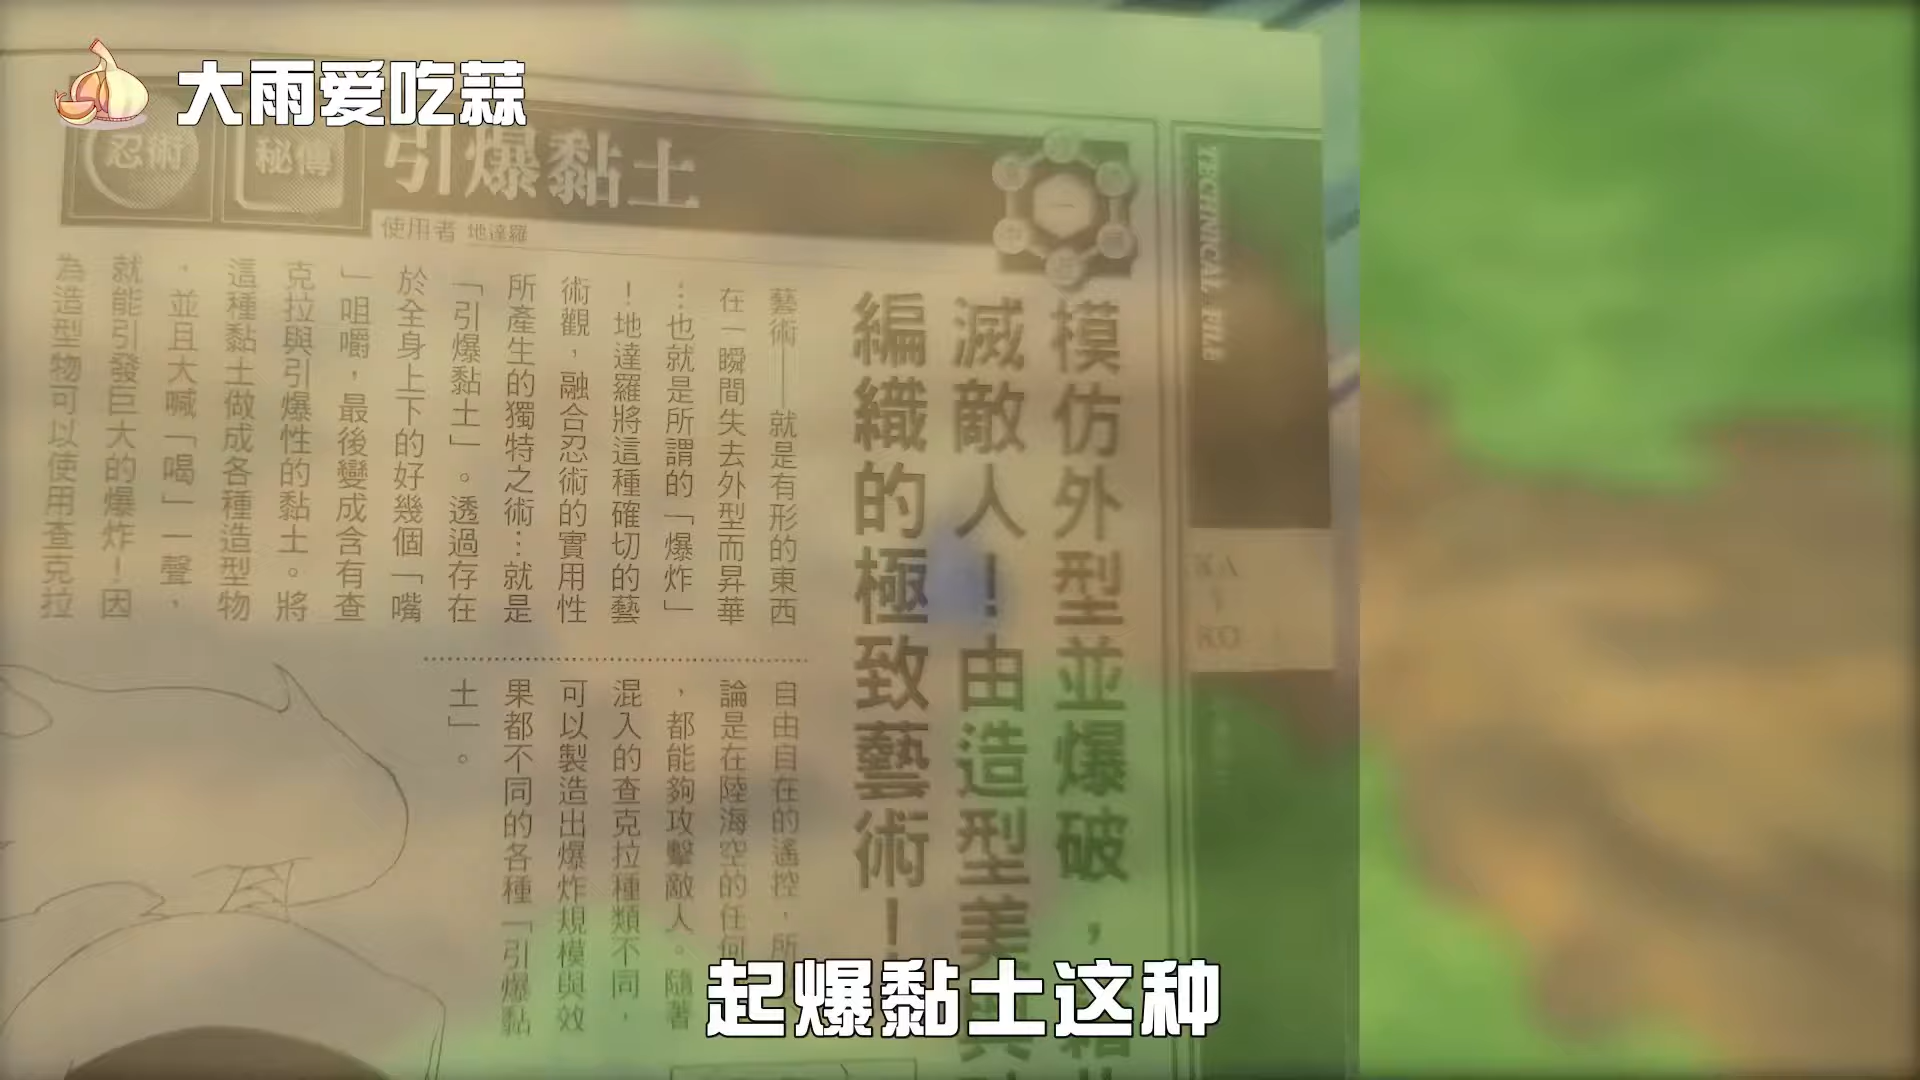 大雨爱吃蒜
忍術
秘傳
引爆黏土
使用者 地達羅
TECHNICAL FILE
模仿外型並爆破，
滅敵人！由造型美
編織的極致藝術！
藝術——就是有形的東西
在一瞬間失去外型而昇華
…也就是所謂的「爆炸」
！地達羅將這種確切的藝
術觀，融合忍術的實用性
所產生的獨特之術…就是
「引爆黏土」。透過存在
於全身上下的好幾個「嘴
」咀嚼，最後變成含有查
克拉與引爆性的黏土。將
這種黏土做成各種造型物
，並且大喊「喝」一聲，
就能引發巨大的爆炸！因
為造型物可以使用查克拉
自由自在的遙控，所
論是在陸海空的任何
，都能夠攻擊敵人。隨著
混入的查克拉種類不同，
可以製造出爆炸規模與效
果都不同的各種「引爆黏
土」。
起爆黏土这种